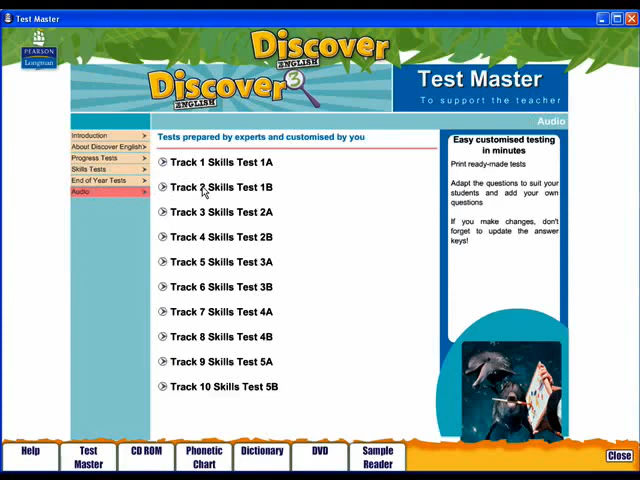 Test Master
PEARSON
Longman
Discover
ENGLISH
Discover 3
ENGLISH
Test Master
To support the teacher
Audio
Introduction
About Discover English
Progress Tests
Skills Tests
End of Year Tests
Audio
Tests prepared by experts and customised by you
Track 1 Skills Test 1A
Track 2 Skills Test 1B
Track 3 Skills Test 2A
Track 4 Skills Test 2B
Track 5 Skills Test 3A
Track 6 Skills Test 3B
Track 7 Skills Test 4A
Track 8 Skills Test 4B
Track 9 Skills Test 5A
Track 10 Skills Test 5B
Easy customised testing
in minutes
Print ready-made tests
Adapt the questions to suit your
students and add your own
questions
If you make changes, don't
forget to update the answer
keys!
Help
Test
Master
CD ROM
Phonetic
Chart
Dictionary
DVD
Sample
Reader
Close